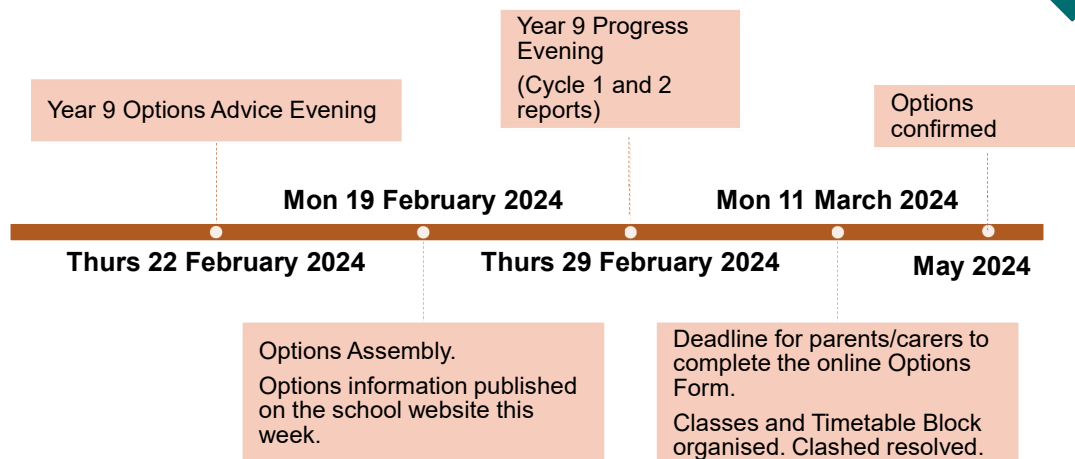 Year 9 Progress
Evening
(Cycle 1 and 2
reports)
Year 9 Options Advice Evening
Options
confirmed
Mon 19 February 2024
Mon 11 March 2024
Thurs 22 February 2024
Thurs 29 February 2024
May 2024
Options Assembly.
Options information published
on the school website this
week.
Deadline for parents/carers to
complete the online Options
Form.
Classes and Timetable Block
organised. Clashed resolved.